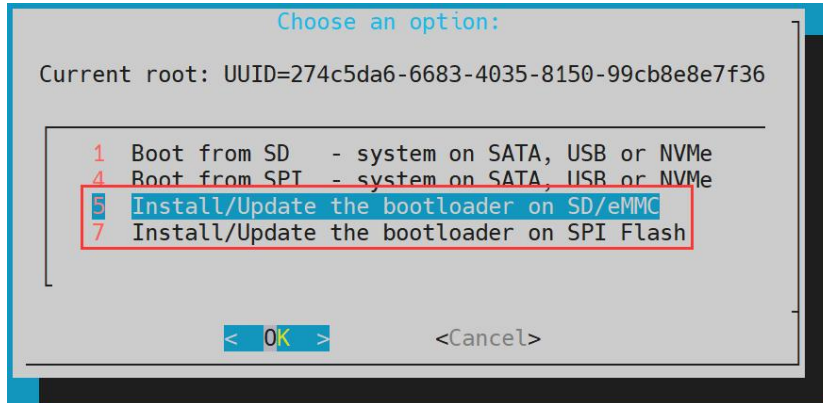 Choose an option:
Current root: UUID=274c5da6-6683-4035-8150-99cb8e8e7f36
1 Boot from SD - system on SATA, USB or NVMe
4 Boot from SPI - system on SATA, USB or NVMe
5 Install/Update the bootloader on SD/eMMC
7 Install/Update the bootloader on SPI Flash
< OK > <Cancel>